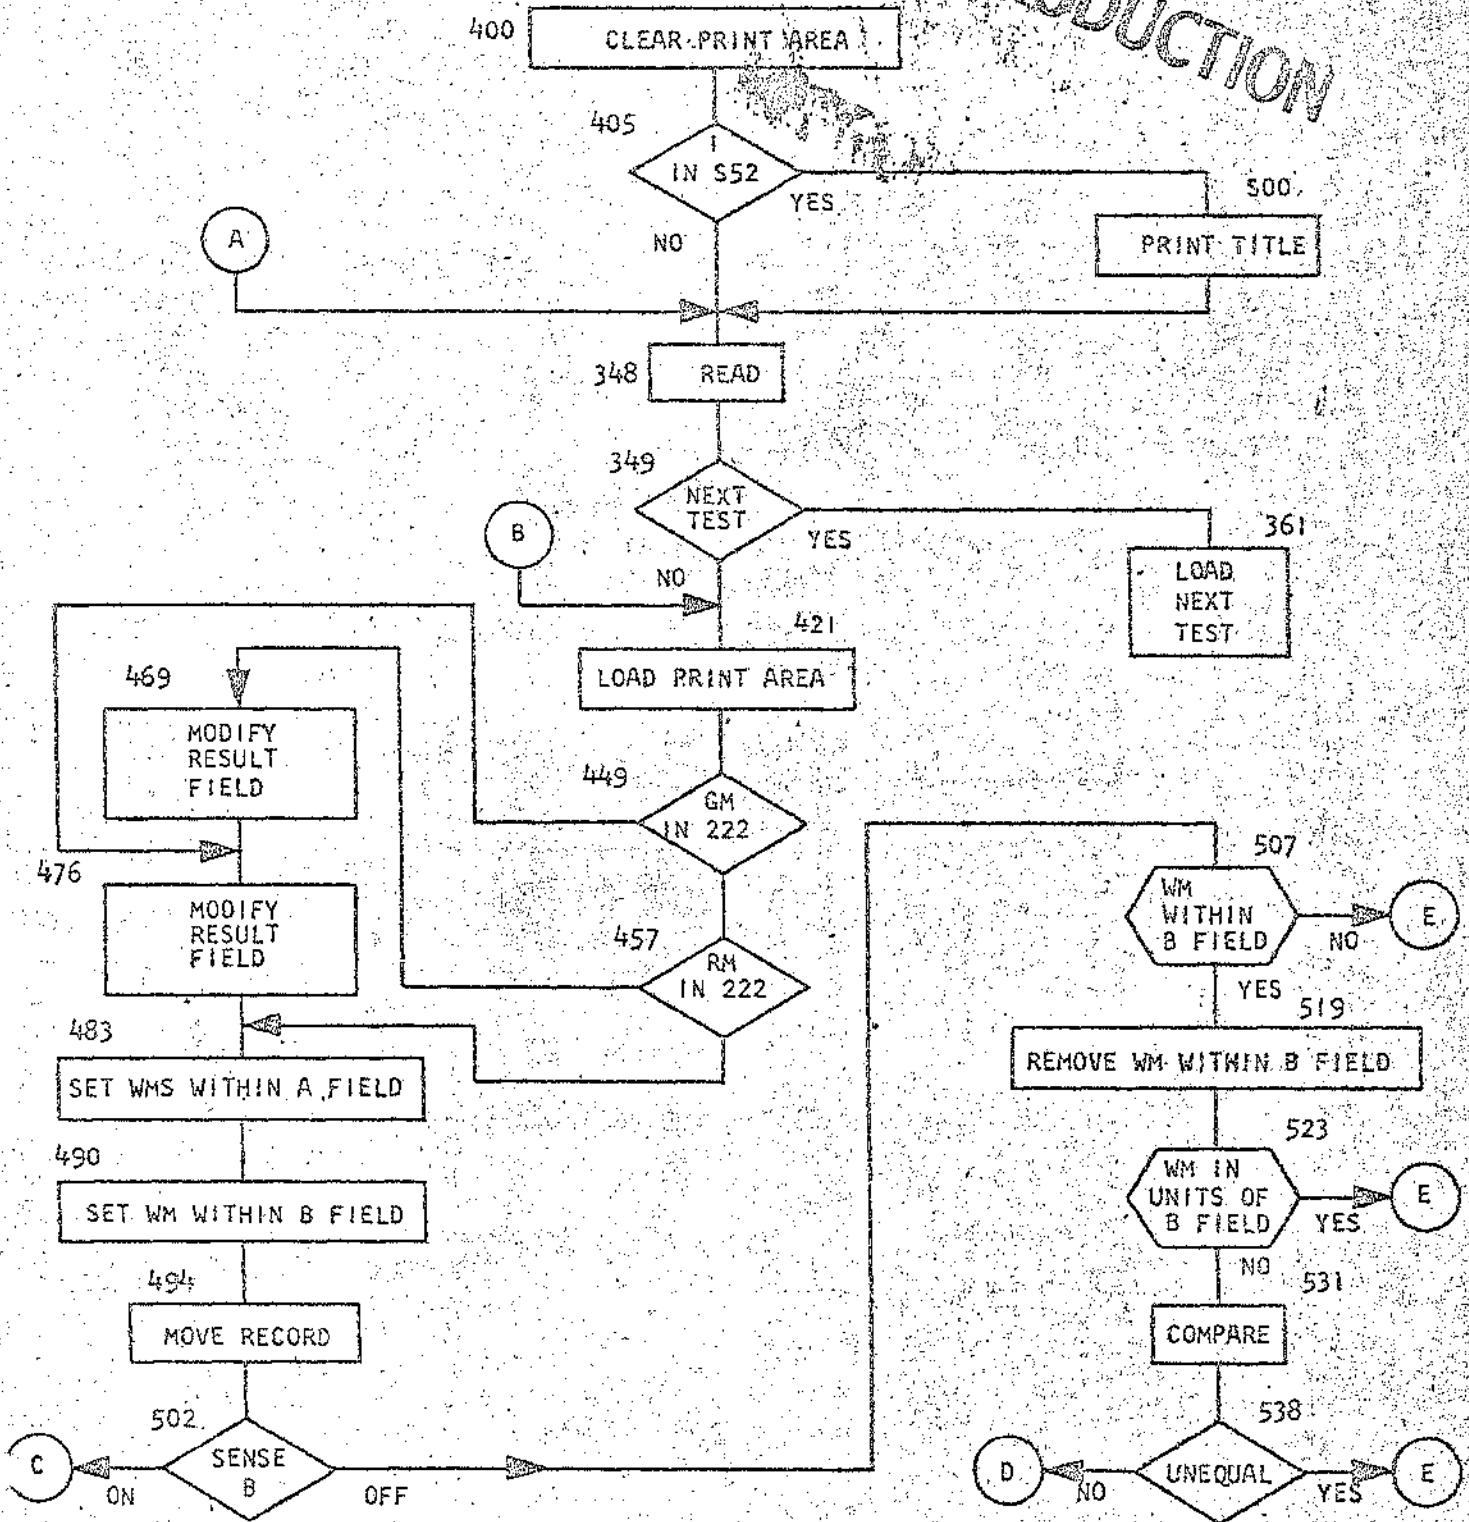 400
CLEAR PRINT AREA
405
I
IN S52
YES
NO
500
PRINT TITLE
A
348
READ
349
NEXT
TEST
YES
NO
B
361
LOAD
NEXT
TEST
421
LOAD PRINT AREA
469
MODIFY
RESULT
FIELD
449
GM
IN 222
476
MODIFY
RESULT
FIELD
457
RM
IN 222
507
WM
WITHIN
B FIELD
NO
E
YES
483
SET WMS WITHIN A FIELD
519
REMOVE WM WITHIN B FIELD
490
SET WM WITHIN B FIELD
523
WM IN
UNITS OF
B FIELD
YES
E
NO
494
MOVE RECORD
531
COMPARE
502
SENSE
B
C
ON
OFF
538
UNEQUAL
D
NO
YES
E